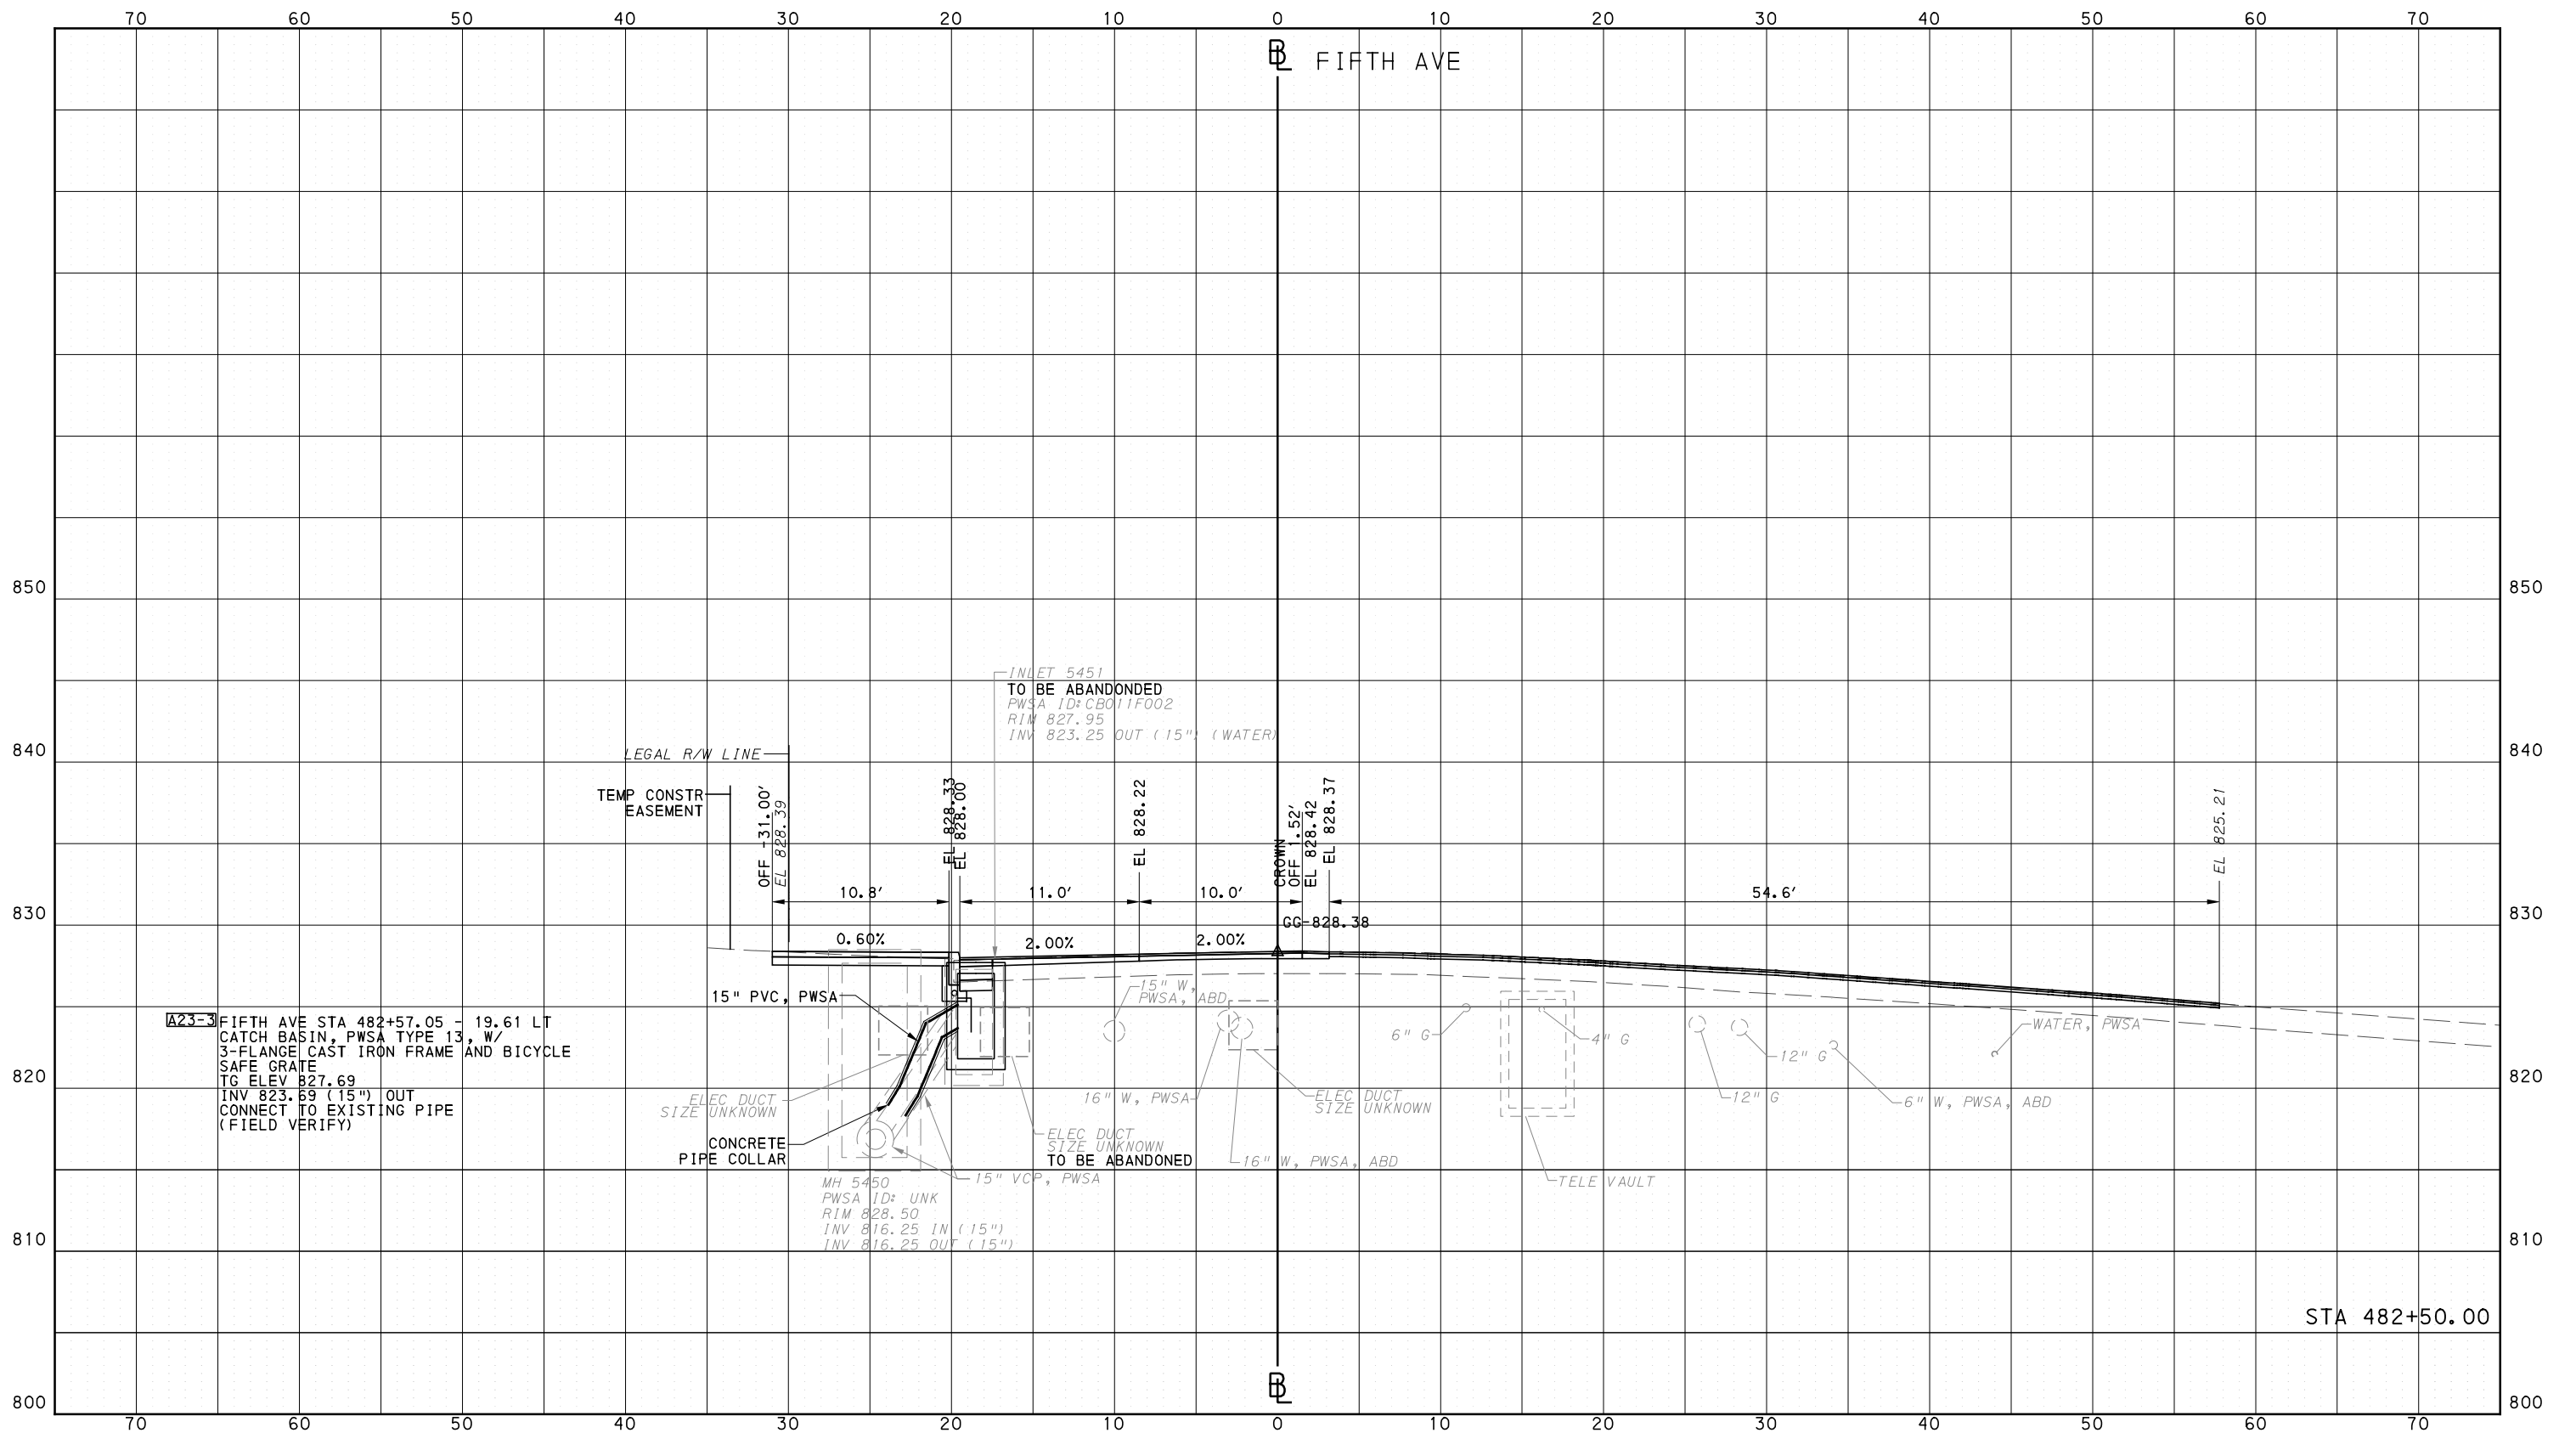 70 60 50 40 30 20 10 0 10 20 30 40 50 60 70
BL FIFTH AVE
850 850
INLET 5451
TO BE ABANDONDED
PWSA ID:CB011F002
RIM 827.95
INV 823.25 OUT (15") (WATER)
840 840
LEGAL R/W LINE
TEMP CONSTR
EASEMENT
OFF -31.00'
EL 828.39
EL 828.33
EL 828.00
EL 828.22
CROWN
OFF 1.52'
EL 828.42
EL 828.37
EL 825.21
10.8' 11.0' 10.0' 54.6'
830 830
GG-828.38
0.60% 2.00% 2.00%
15" PVC, PWSA
15" W,
PWSA, ABD
A23-3 FIFTH AVE STA 482+57.05 - 19.61 LT
CATCH BASIN, PWSA TYPE 13, W/
3-FLANGE CAST IRON FRAME AND BICYCLE
SAFE GRATE
TG ELEV 827.69
INV 823.69 (15") OUT
CONNECT TO EXISTING PIPE
(FIELD VERIFY)
6" G
4" G
WATER, PWSA
12" G
820 820
ELEC DUCT
SIZE UNKNOWN
16" W, PWSA
ELEC DUCT
SIZE UNKNOWN
12" G
6" W, PWSA, ABD
CONCRETE
PIPE COLLAR
ELEC DUCT
SIZE UNKNOWN
TO BE ABANDONED
16" W, PWSA, ABD
15" VCP, PWSA
TELE VAULT
MH 5450
PWSA ID: UNK
RIM 828.50
INV 816.25 IN (15")
INV 816.25 OUT (15")
810 810
STA 482+50.00
BL
800 800
70 60 50 40 30 20 10 0 10 20 30 40 50 60 70